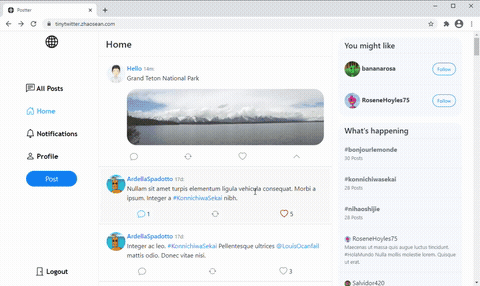 Poster
tinytwitter.zhaosean.com
All Posts
Home
Notifications
Profile
Post
Logout
Home
Hello 14m
Grand Teton National Park
ArdellaSpadotto 17d
Nullam sit amet turpis elementum ligula vehicula consequat. Morbi a
ipsum. Integer a #KonnichiwaSekai nibh.
1
5
ArdellaSpadotto 17d
Integer ac leo. #KonnichiwaSekai Pellentesque ultrices @LouisOcanfall
mattis odio. Donec vitae nisi.
3
You might like
bananarosa
Follow
RoseneHoyles75
Follow
What's happening
#bonjourlemonde
30 Posts
#konnichiwasekai
28 Posts
#nihaoshijie
28 Posts
RoseneHoyles75
Maecenas ut massa quis augue luctus tincidunt.
#HolaMundo Nulla mollis molestie lorem. Quisque
ut erat.
Salvidor420